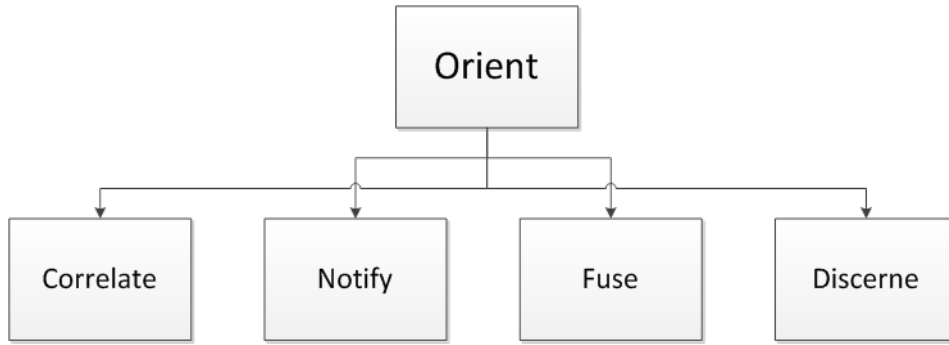 Orient
Correlate
Notify
Fuse
Discerne